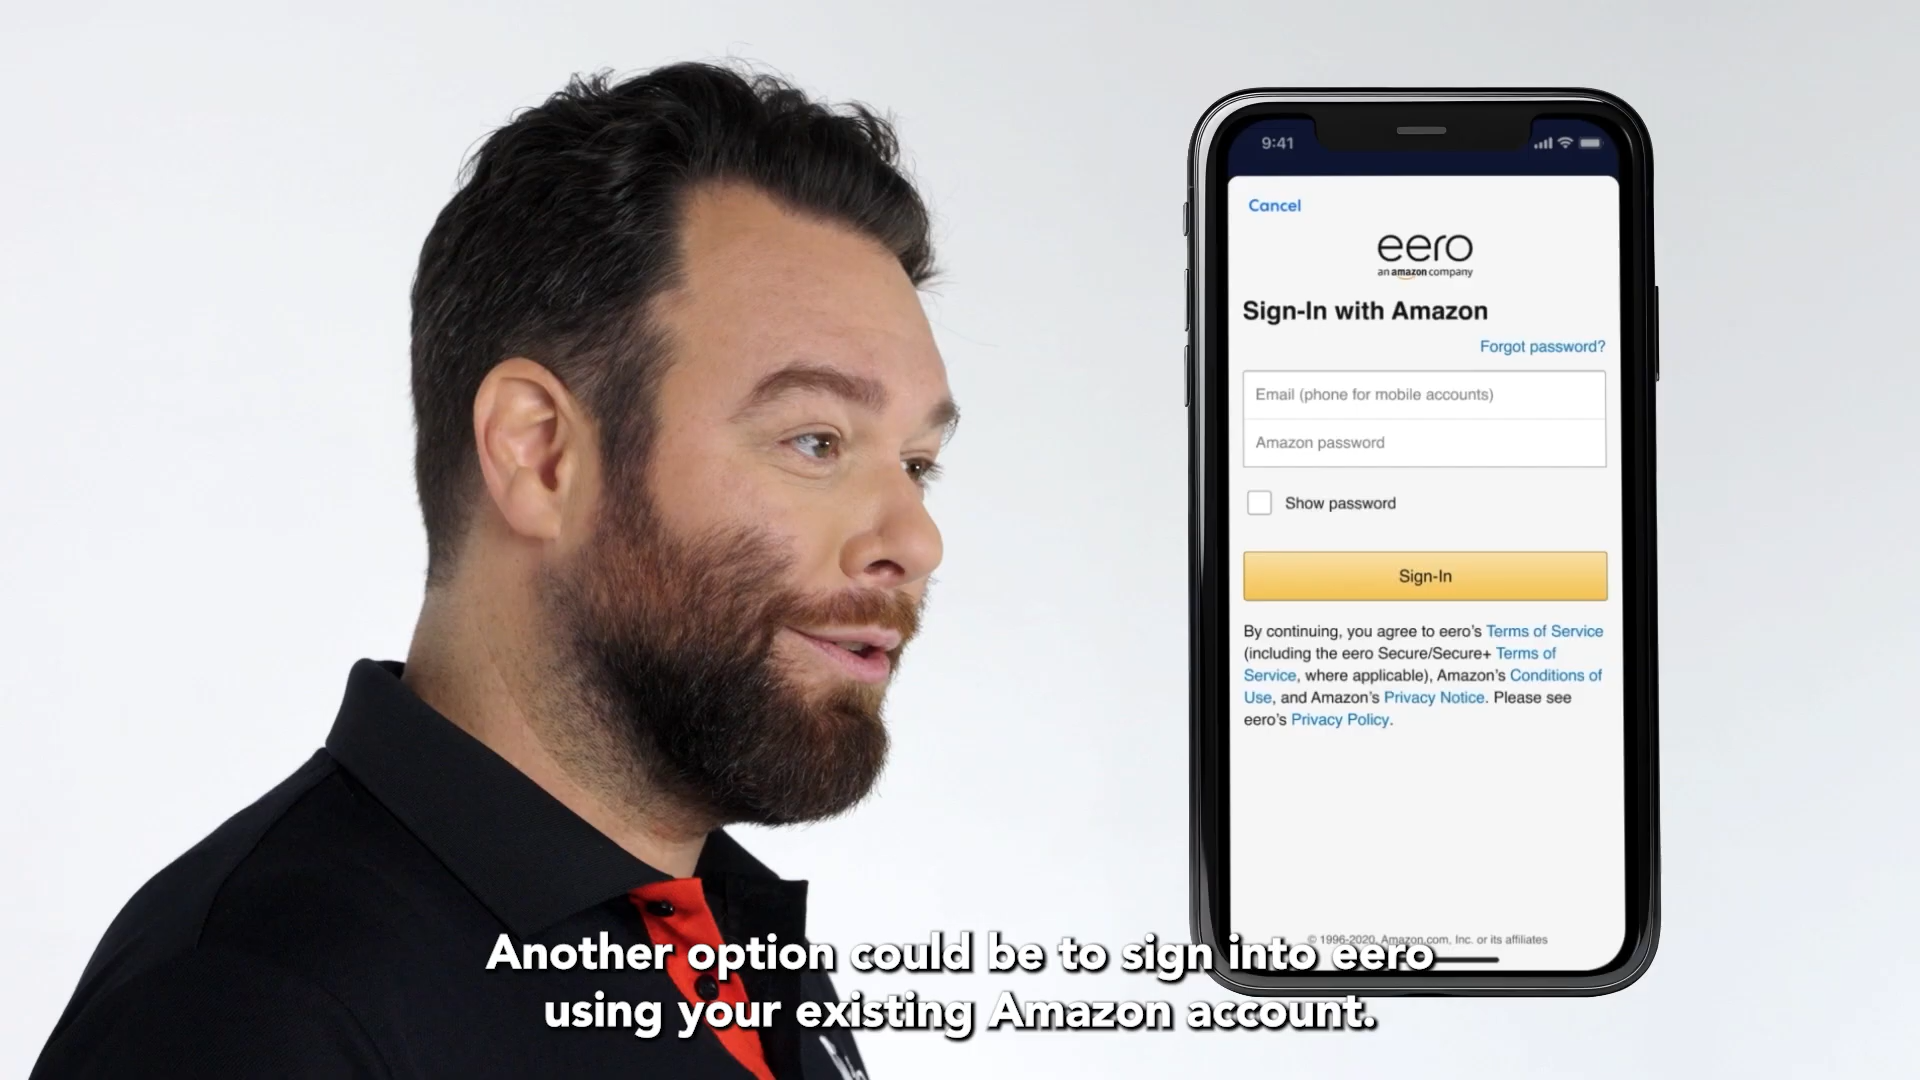 9:41
Cancel
eero
an amazon company
Sign-In with Amazon
Forgot password?
Email (phone for mobile accounts)
Amazon password
Show password
Sign-In
By continuing, you agree to eero's Terms of Service
(including the eero Secure/Secure+ Terms of
Service, where applicable), Amazon's Conditions of
Use, and Amazon's Privacy Notice. Please see
eero's Privacy Policy.
© 1996-2020, Amazon.com, Inc. or its affiliates
Another option could be to sign into eero
using your existing Amazon account.